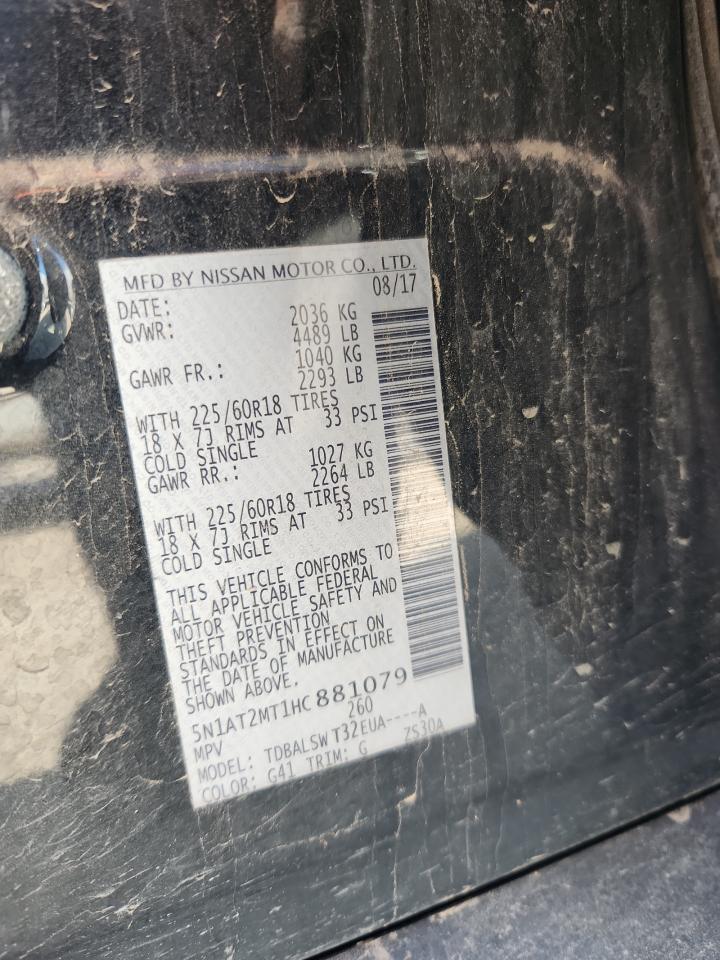 MFD BY NISSAN MOTOR CO., LTD.
DATE: 08/17
GVWR: 2036 KG
4489 LB
GAWR FR.: 1040 KG
2293 LB
WITH 225/60R18 TIRES
18 X 7J RIMS AT 33 PSI
COLD SINGLE
GAWR RR.: 1027 KG
2264 LB
WITH 225/60R18 TIRES
18 X 7J RIMS AT 33 PSI
COLD SINGLE
THIS VEHICLE CONFORMS TO
ALL APPLICABLE FEDERAL
MOTOR VEHICLE SAFETY AND
THEFT PREVENTION
STANDARDS IN EFFECT ON
THE DATE OF MANUFACTURE
SHOWN ABOVE.
5N1AT2MT1HC881079
MPV 260
MODEL: TDBALSW T32EUA----A
COLOR: G41 TRIM: G ZS30A